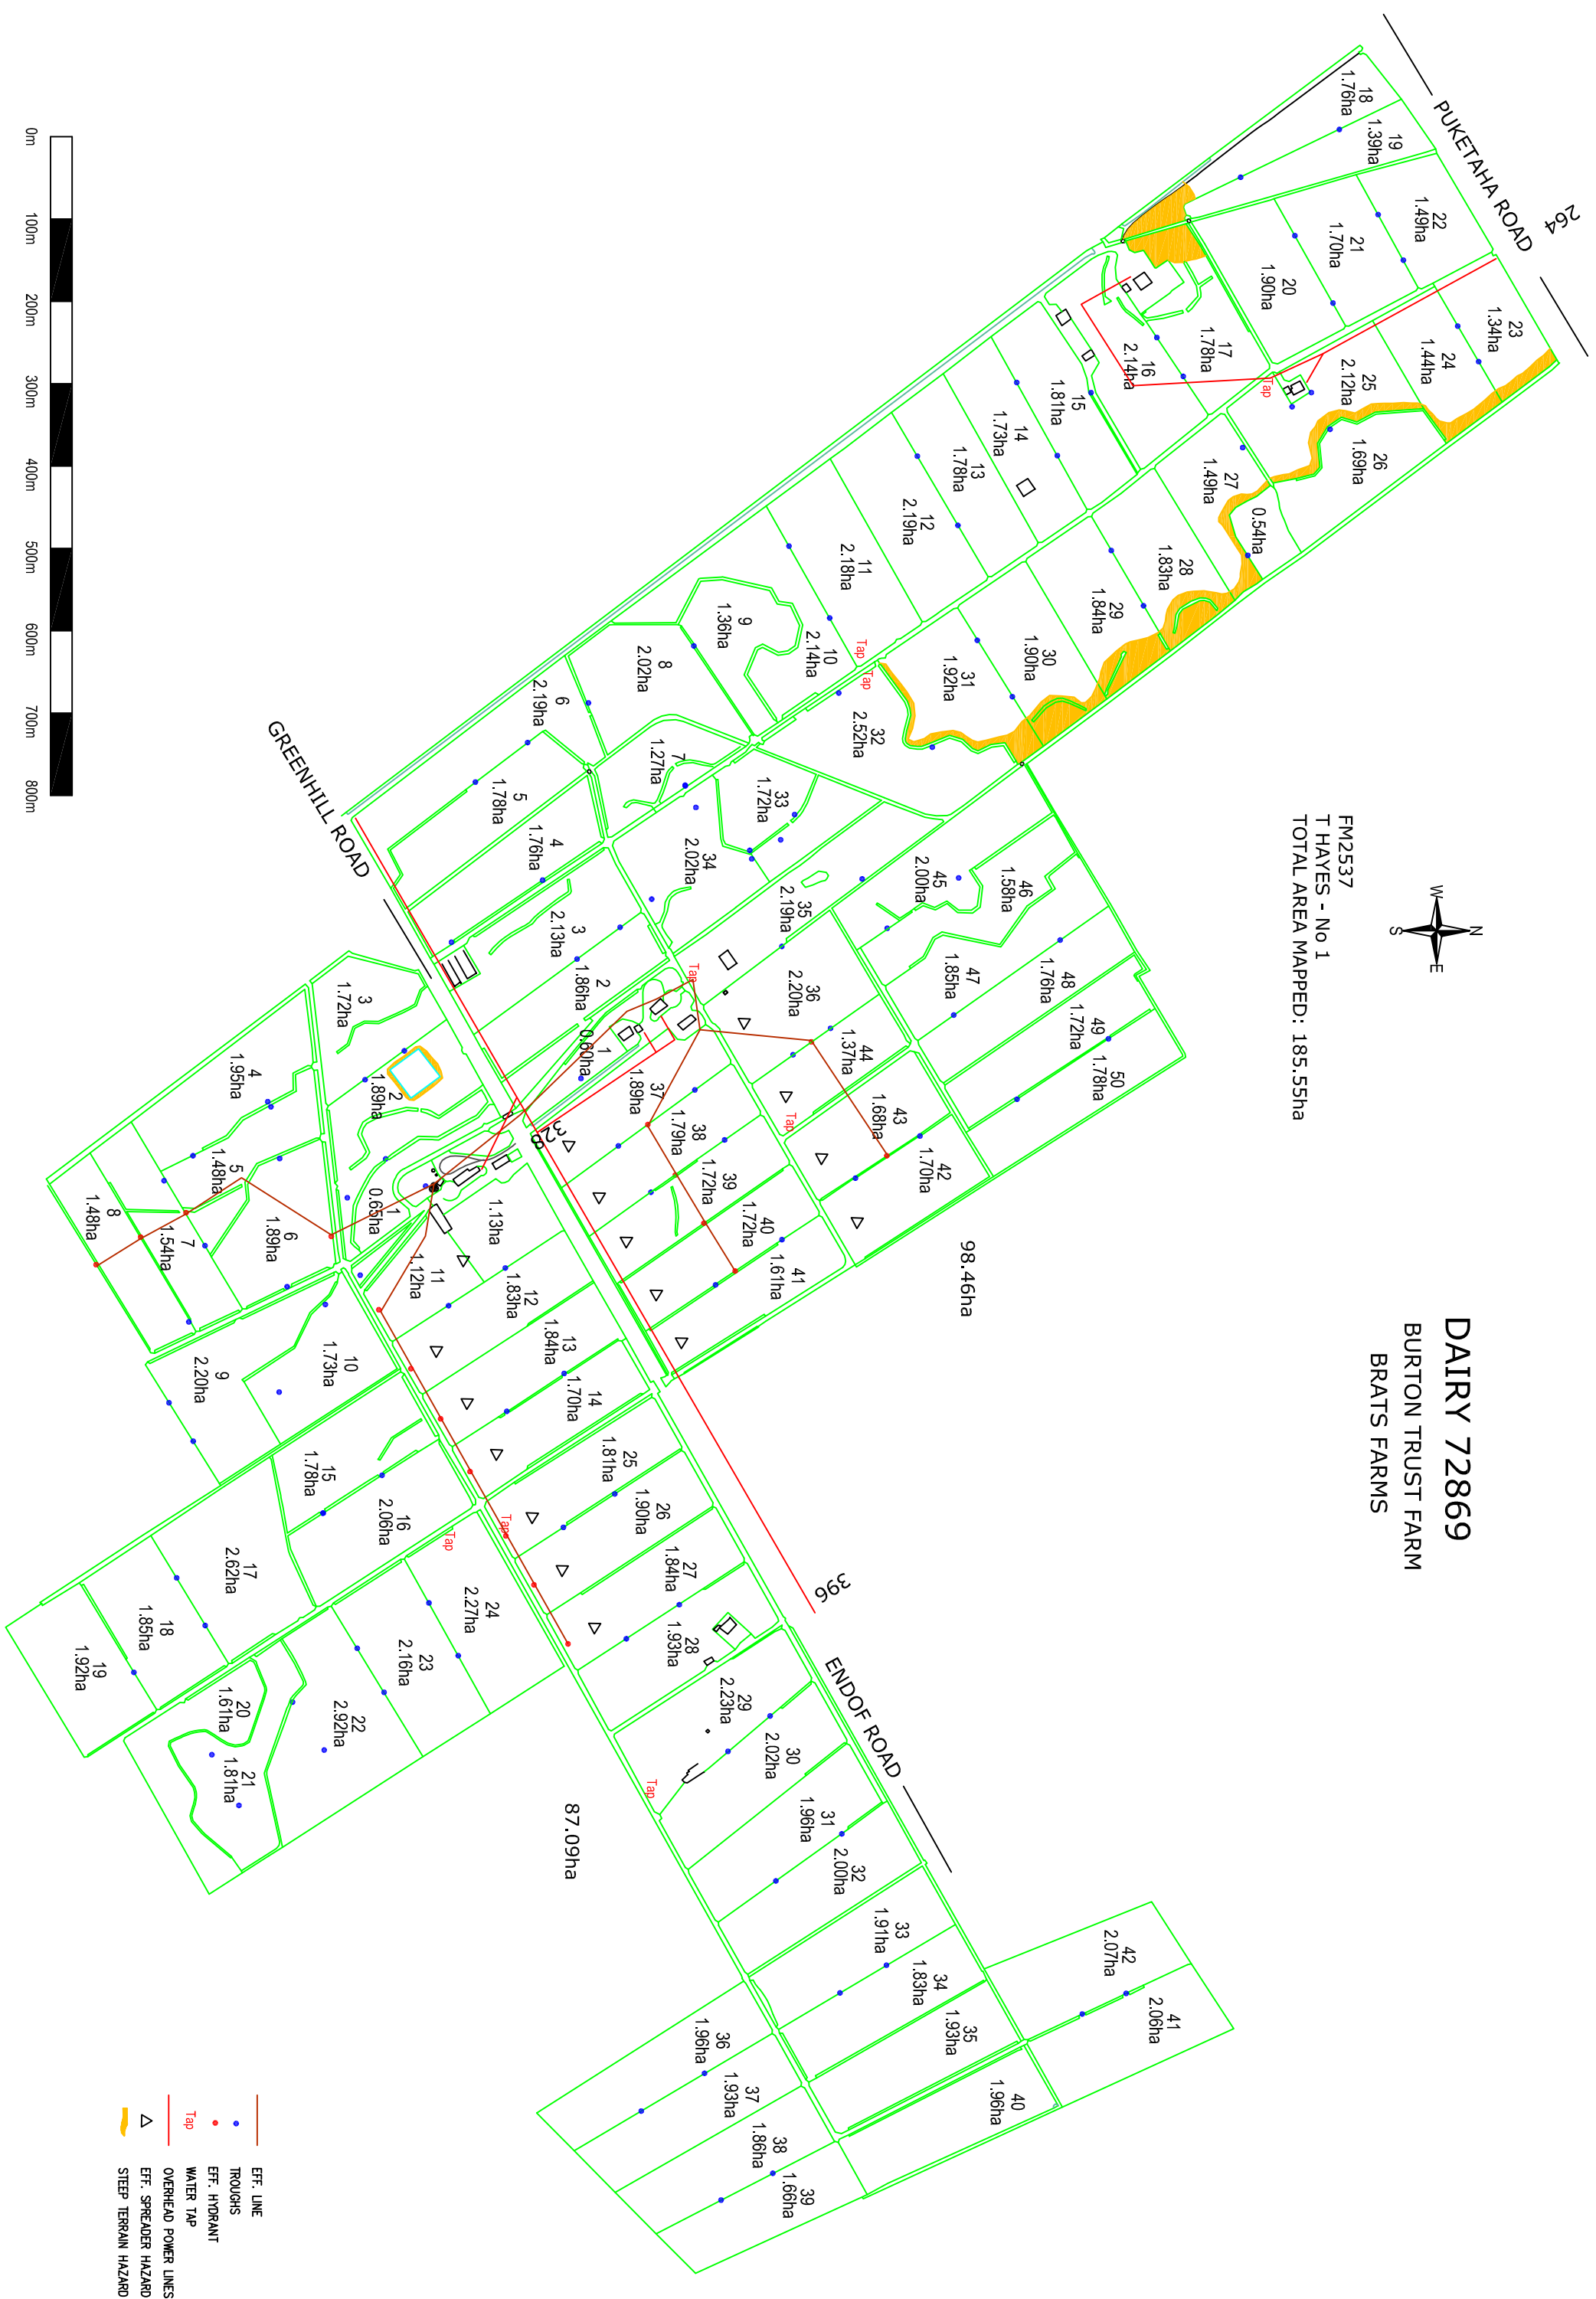 DAIRY 72869
BURTON TRUST FARM
BRATS FARMS
FM2537
T HAYES - No 1
TOTAL AREA MAPPED: 185.55ha
N
W
E
S
PUKETAHA ROAD
264
18
1.76ha
19
1.39ha
22
1.49ha
21
1.70ha
20
1.90ha
23
1.34ha
24
1.44ha
25
2.12ha
26
1.69ha
17
1.78ha
16
2.14ha
Tap
15
1.81ha
14
1.73ha
13
1.78ha
12
2.19ha
11
2.18ha
27
1.49ha
0.54ha
28
1.83ha
29
1.84ha
30
1.90ha
31
1.92ha
10
2.14ha
Tap
Tap
9
1.36ha
8
2.02ha
32
2.52ha
6
2.19ha
7
1.27ha
5
1.78ha
4
1.76ha
33
1.72ha
34
2.02ha
35
2.19ha
45
2.00ha
46
1.58ha
47
1.85ha
48
1.76ha
49
1.72ha
50
1.78ha
3
2.13ha
2
1.86ha
Tap
1
0.60ha
36
2.20ha
44
1.37ha
43
1.68ha
42
1.70ha
Tap
37
1.89ha
38
1.79ha
39
1.72ha
40
1.72ha
41
1.61ha
98.46ha
GREENHILL ROAD
328
396
3
1.72ha
4
1.95ha
2
1.89ha
5
1.48ha
1
0.65ha
6
1.89ha
7
1.54ha
8
1.48ha
1.13ha
11
1.12ha
12
1.83ha
13
1.84ha
14
1.70ha
10
1.73ha
9
2.20ha
15
1.78ha
16
2.06ha
Tap
Tap
17
2.62ha
18
1.85ha
19
1.92ha
20
1.61ha
21
1.81ha
22
2.92ha
23
2.16ha
24
2.27ha
25
1.81ha
26
1.90ha
27
1.84ha
28
1.93ha
29
2.23ha
Tap
30
2.02ha
31
1.96ha
32
2.00ha
33
1.91ha
34
1.83ha
35
1.93ha
36
1.96ha
37
1.93ha
38
1.86ha
39
1.66ha
40
1.96ha
41
2.06ha
42
2.07ha
ENDOF ROAD
87.09ha
0m
100m
200m
300m
400m
500m
600m
700m
800m
EFF. LINE
TROUGHS
EFF. HYDRANT
Tap WATER TAP
OVERHEAD POWER LINES
EFF. SPREADER HAZARD
STEEP TERRAIN HAZARD